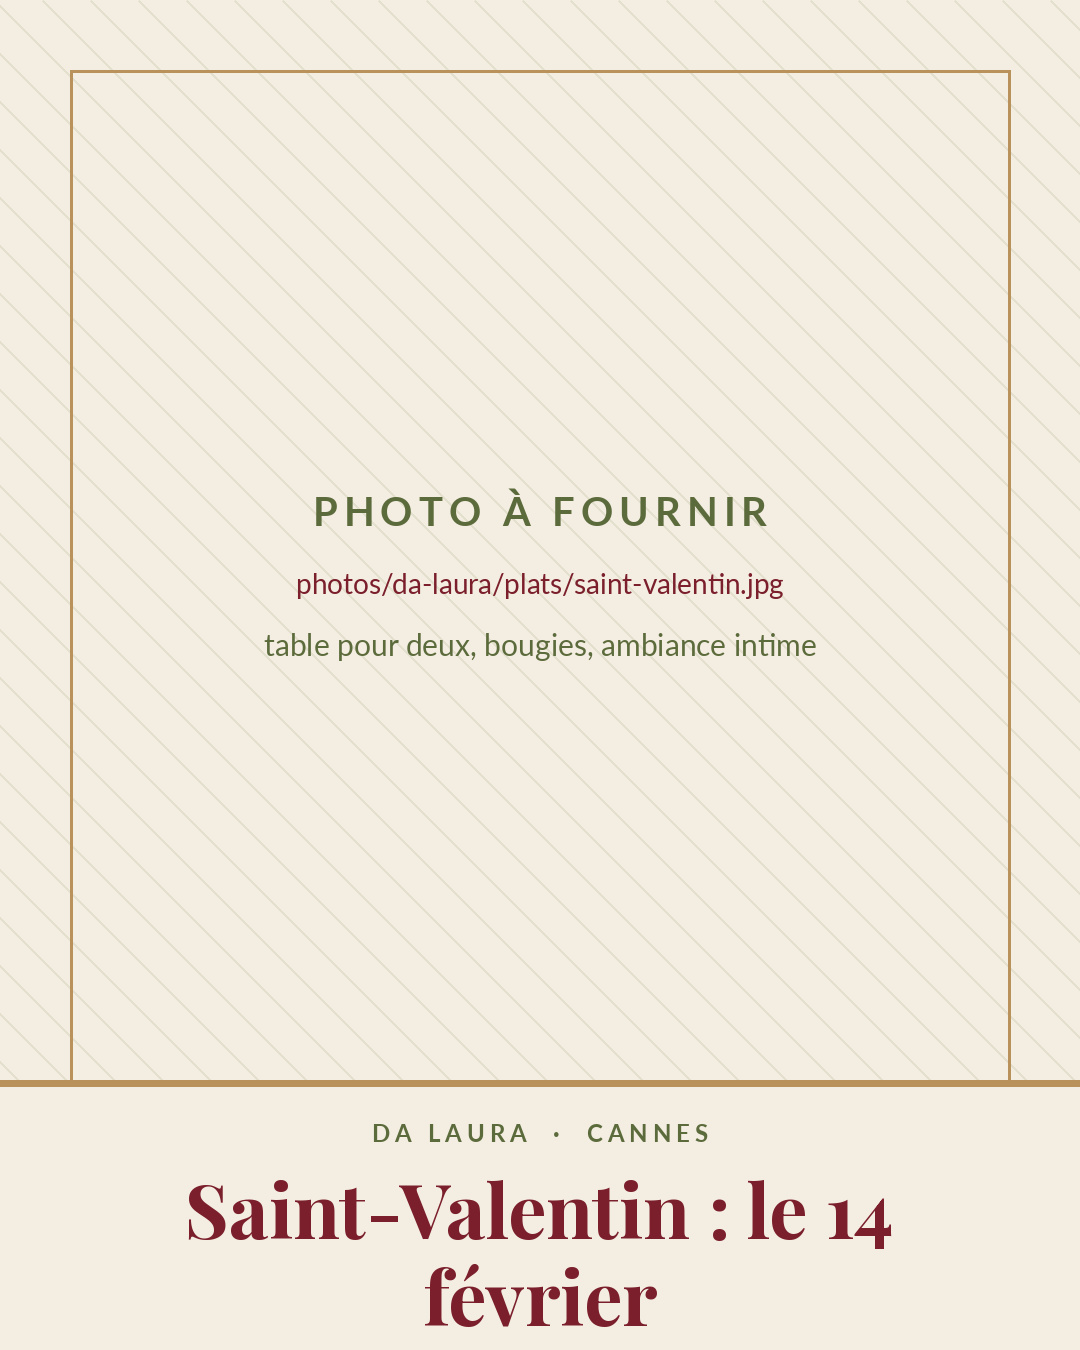 PHOTO À FOURNIR
photos/da-laura/plats/saint-valentin.jpg
table pour deux, bougies, ambiance intime
DA LAURA · CANNES
Saint-Valentin : le 14
février